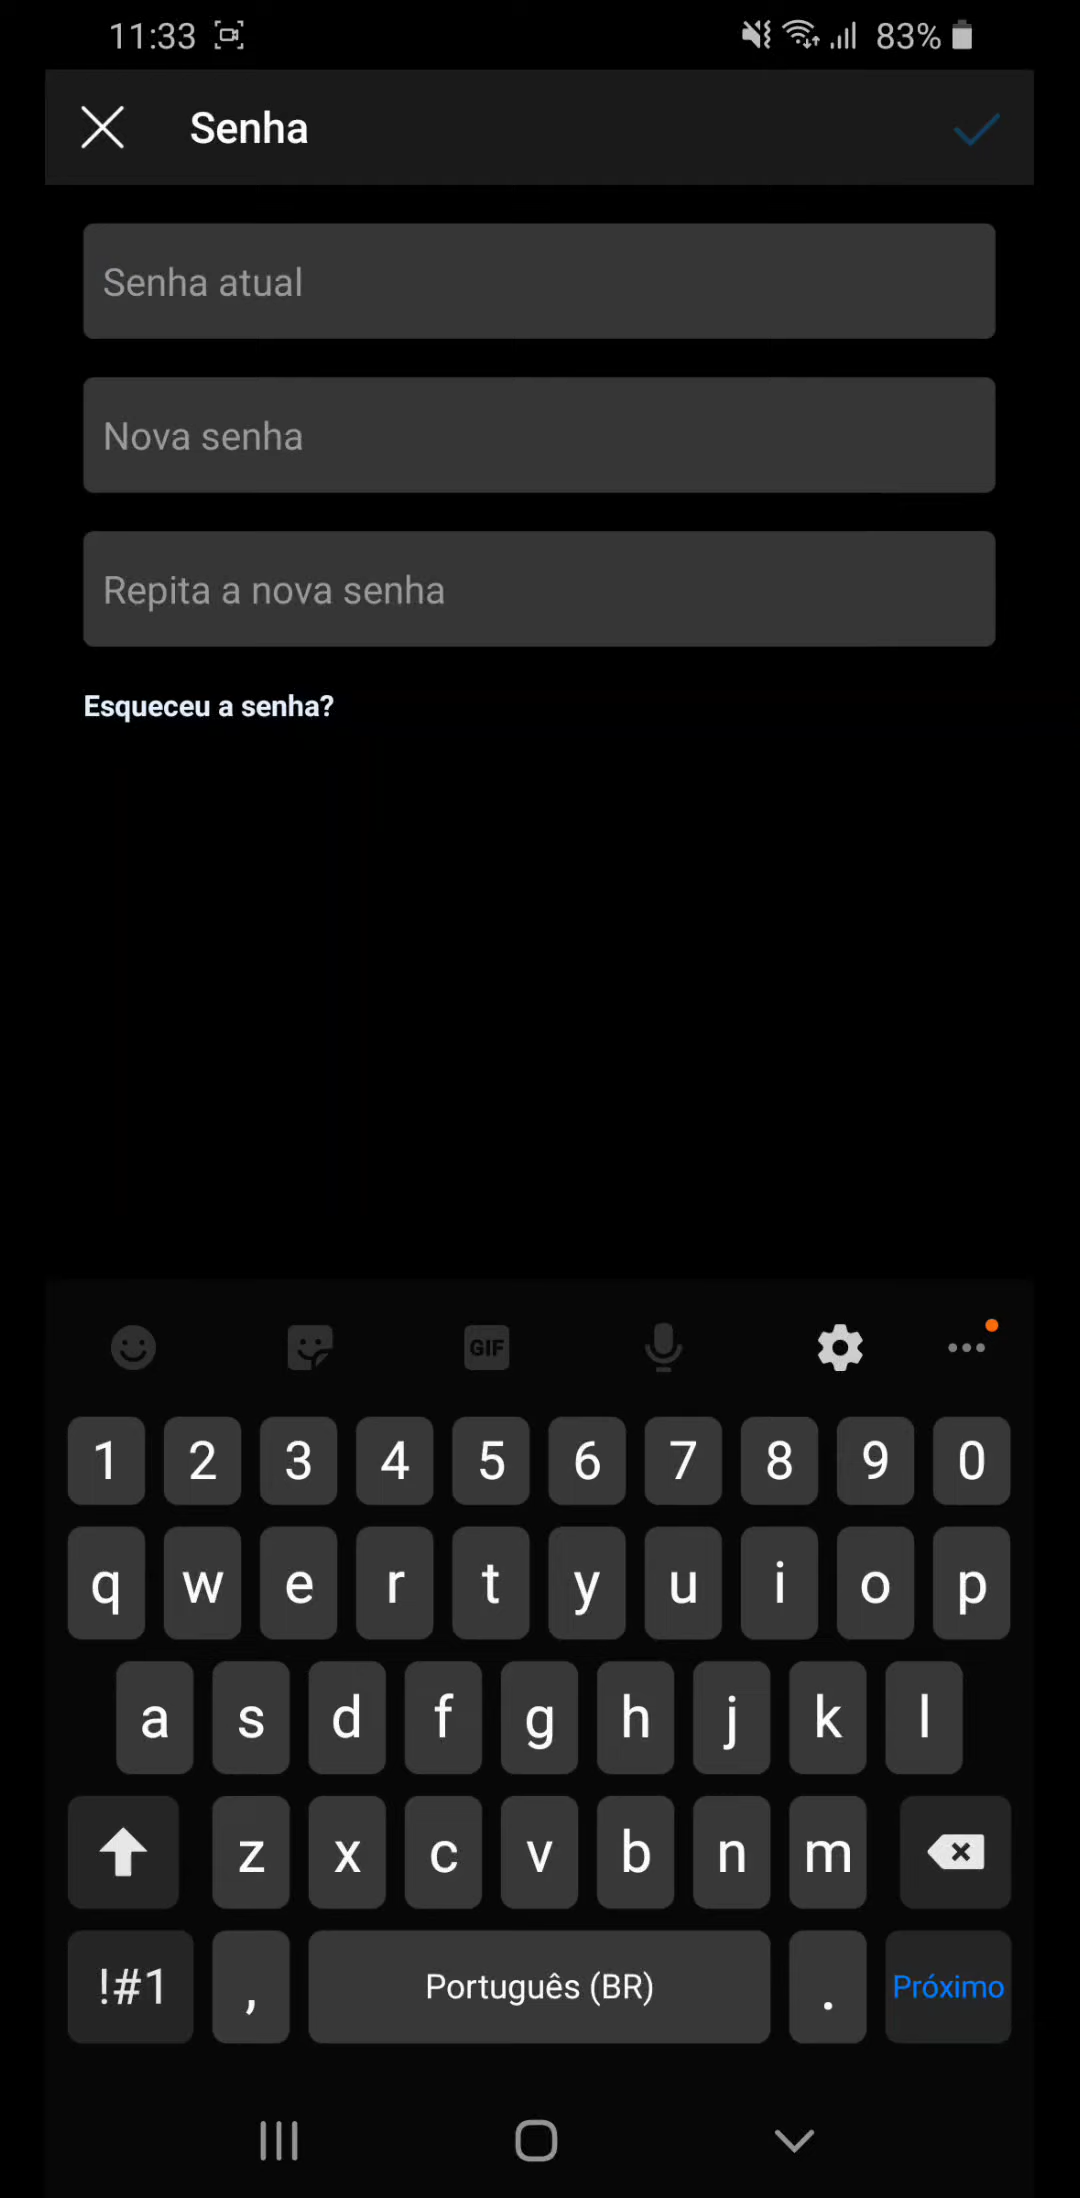 11:33 83%
Senha
Senha atual
Nova senha
Repita a nova senha
Esqueceu a senha?
GIF
1 2 3 4 5 6 7 8 9 0
q w e r t y u i o p
a s d f g h j k l
z x c v b n m
!#1 , Português (BR) . Próximo